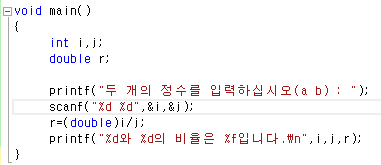 void main()
{
int i,j;
double r;
printf("두 개의 정수를 입력하십시오(a b) : ");
scanf("%d %d",&i,&j);
r=(double)i/j;
printf("%d와 %d의 비율은 %f입니다.₩n",i,j,r);
}